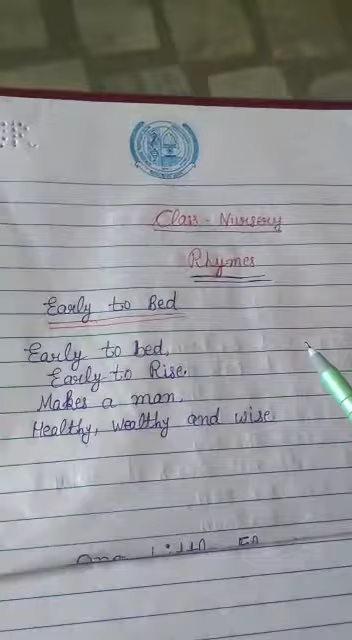 Class - Nursery
Rhymes
Early to Bed
Early to bed,
Early to Rise.
Makes a man,
Healthy, wealthy and wise.